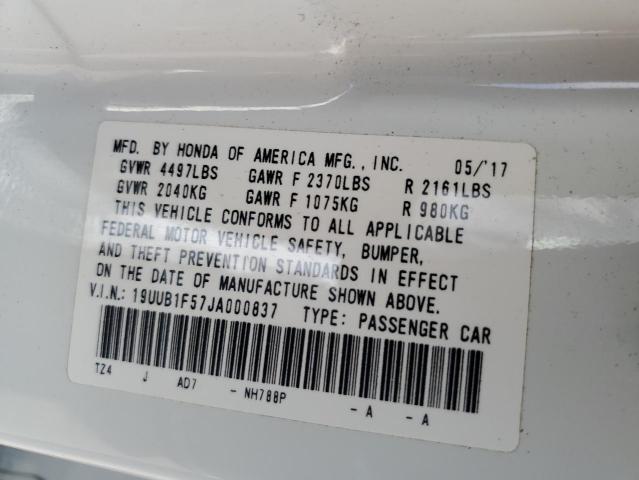 MFD. BY HONDA OF AMERICA MFG., INC. 05/'17
GVWR 4497LBS GAWR F 2370LBS R 2161LBS
GVWR 2040KG GAWR F 1075KG R 980KG
THIS VEHICLE CONFORMS TO ALL APPLICABLE
FEDERAL MOTOR VEHICLE SAFETY, BUMPER,
AND THEFT PREVENTION STANDARDS IN EFFECT
ON THE DATE OF MANUFACTURE SHOWN ABOVE.
V.I.N.: 19UUB1F57JA000837 TYPE: PASSENGER CAR
TZ4 J AD7 - NH788P - A - A